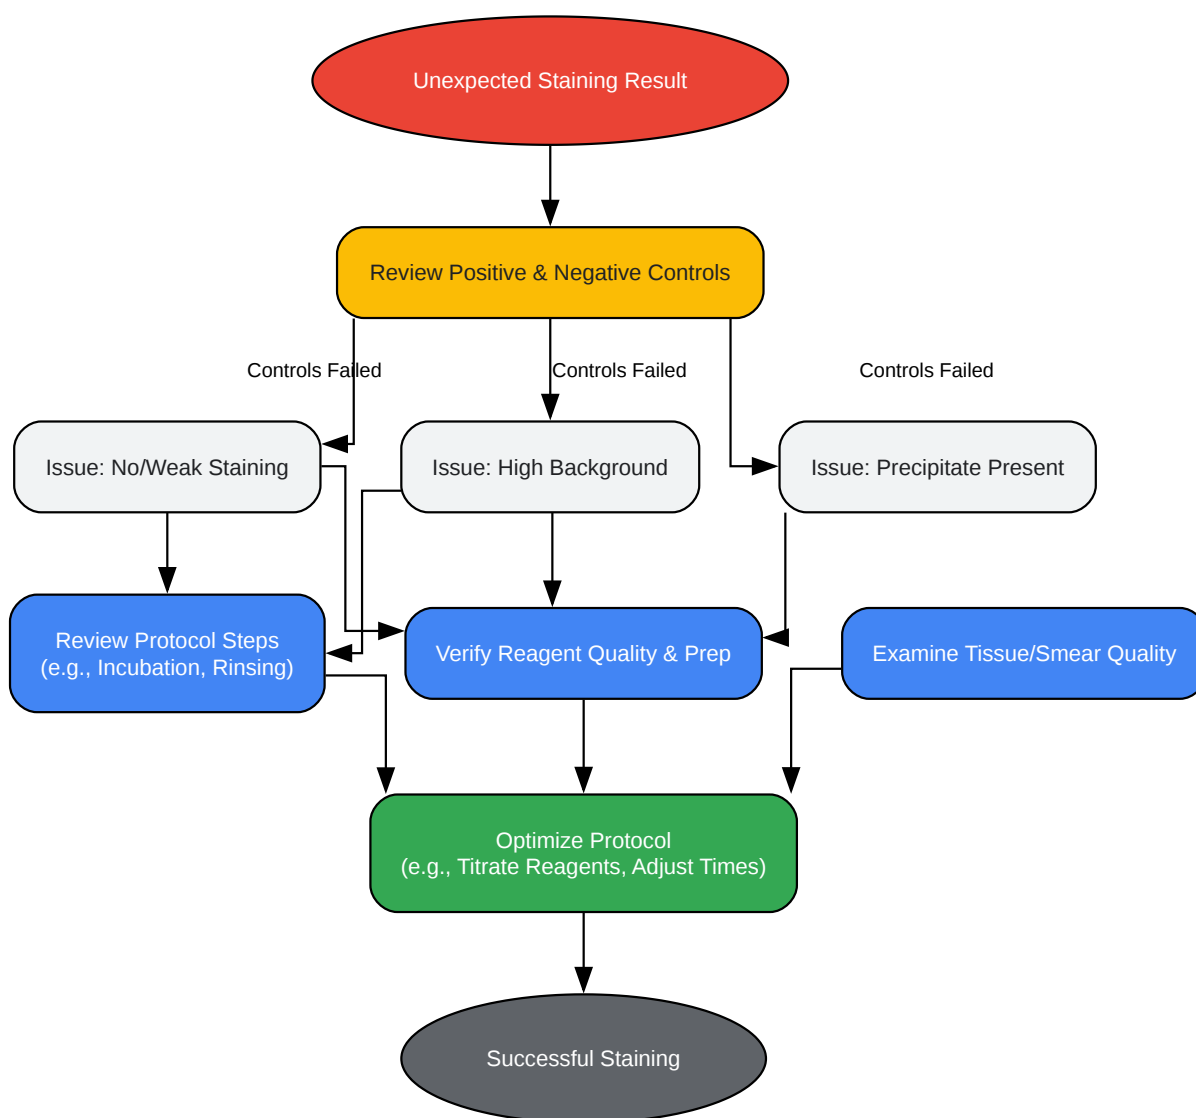 Unexpected Staining Result
Review Positive & Negative Controls
Controls Failed
Controls Failed
Controls Failed
Issue: No/Weak Staining
Issue: High Background
Issue: Precipitate Present
Review Protocol Steps
(e.g., Incubation, Rinsing)
Verify Reagent Quality & Prep
Examine Tissue/Smear Quality
Optimize Protocol
(e.g., Titrate Reagents, Adjust Times)
Successful Staining